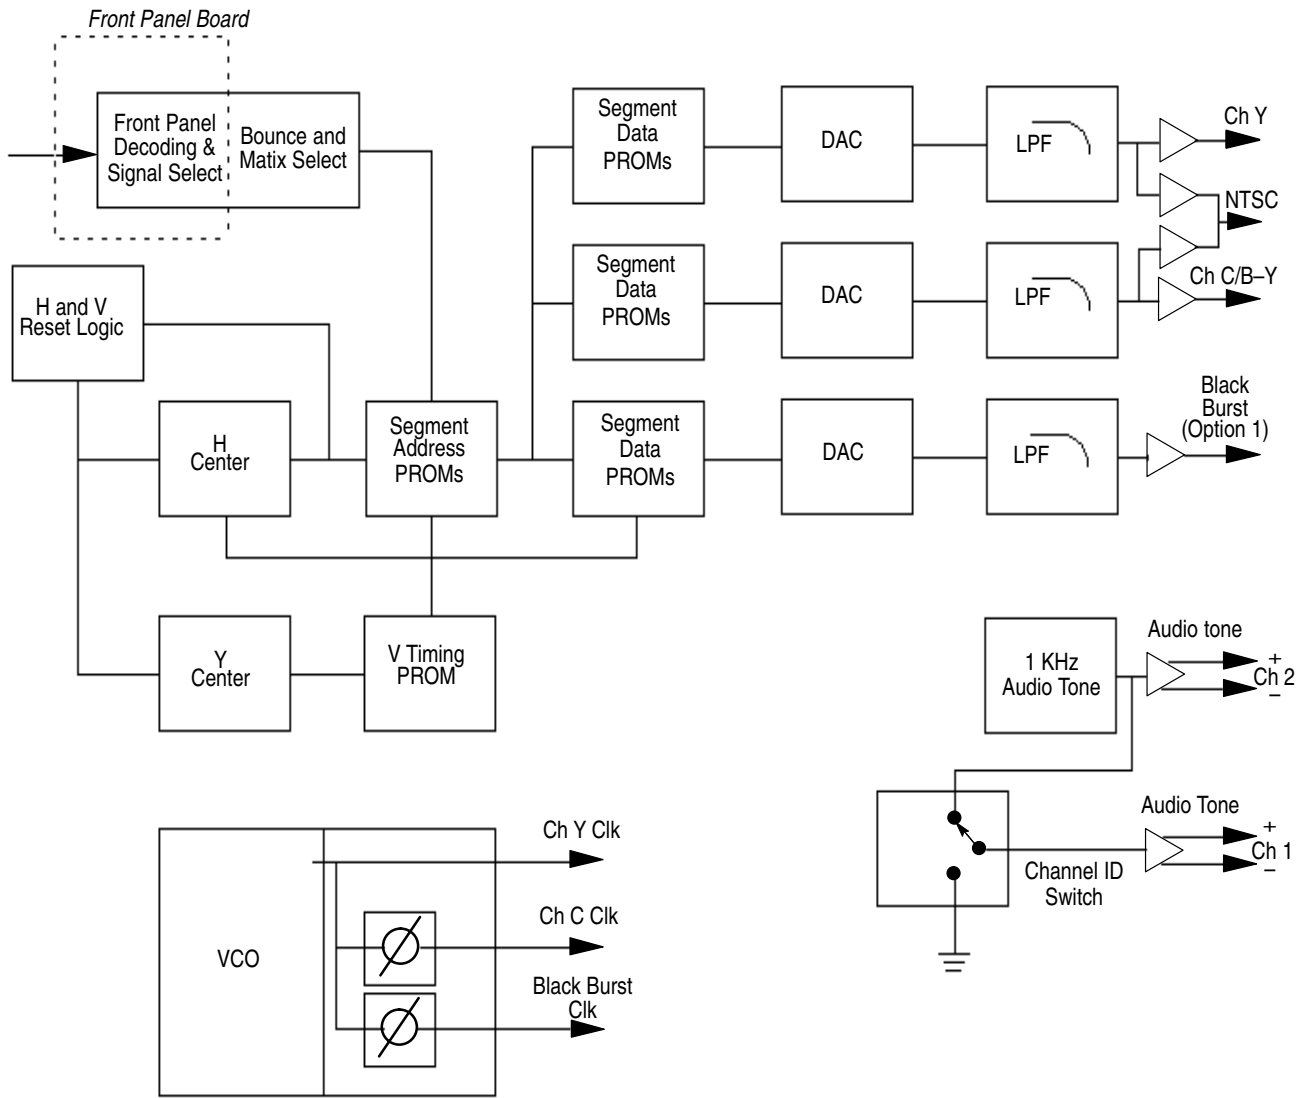 Front Panel Board
Front Panel
Decoding &
Signal Select
Bounce and
Matix Select
Segment
Data
PROMs
DAC
LPF
Ch Y
NTSC
Segment
Data
PROMs
DAC
LPF
Ch C/B–Y
H and V
Reset Logic
H
Center
Segment
Address
PROMs
Segment
Data
PROMs
DAC
LPF
Black
Burst
(Option 1)
Y
Center
V Timing
PROM
1 KHz
Audio Tone
Audio tone
+
Ch 2
–
Audio Tone
+
Ch 1
–
Channel ID
Switch
VCO
Ch Y Clk
Ch C Clk
Black Burst
Clk